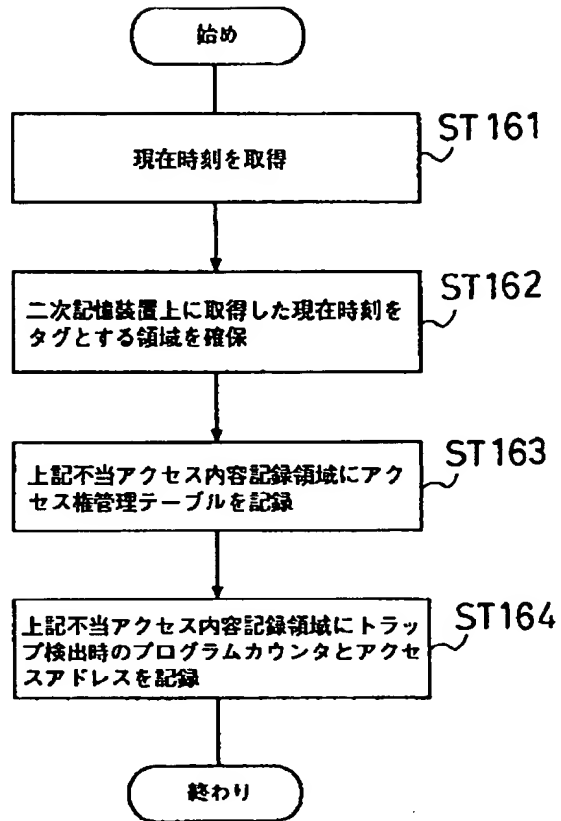 始め
ST161
現在時刻を取得
ST162
二次記憶装置上に取得した現在時刻を
タグとする領域を確保
ST163
上記不当アクセス内容記録領域にアク
セス権管理テーブルを記録
ST164
上記不当アクセス内容記録領域にトラッ
プ検出時のプログラムカウンタとアクセ
スアドレスを記録
終わり